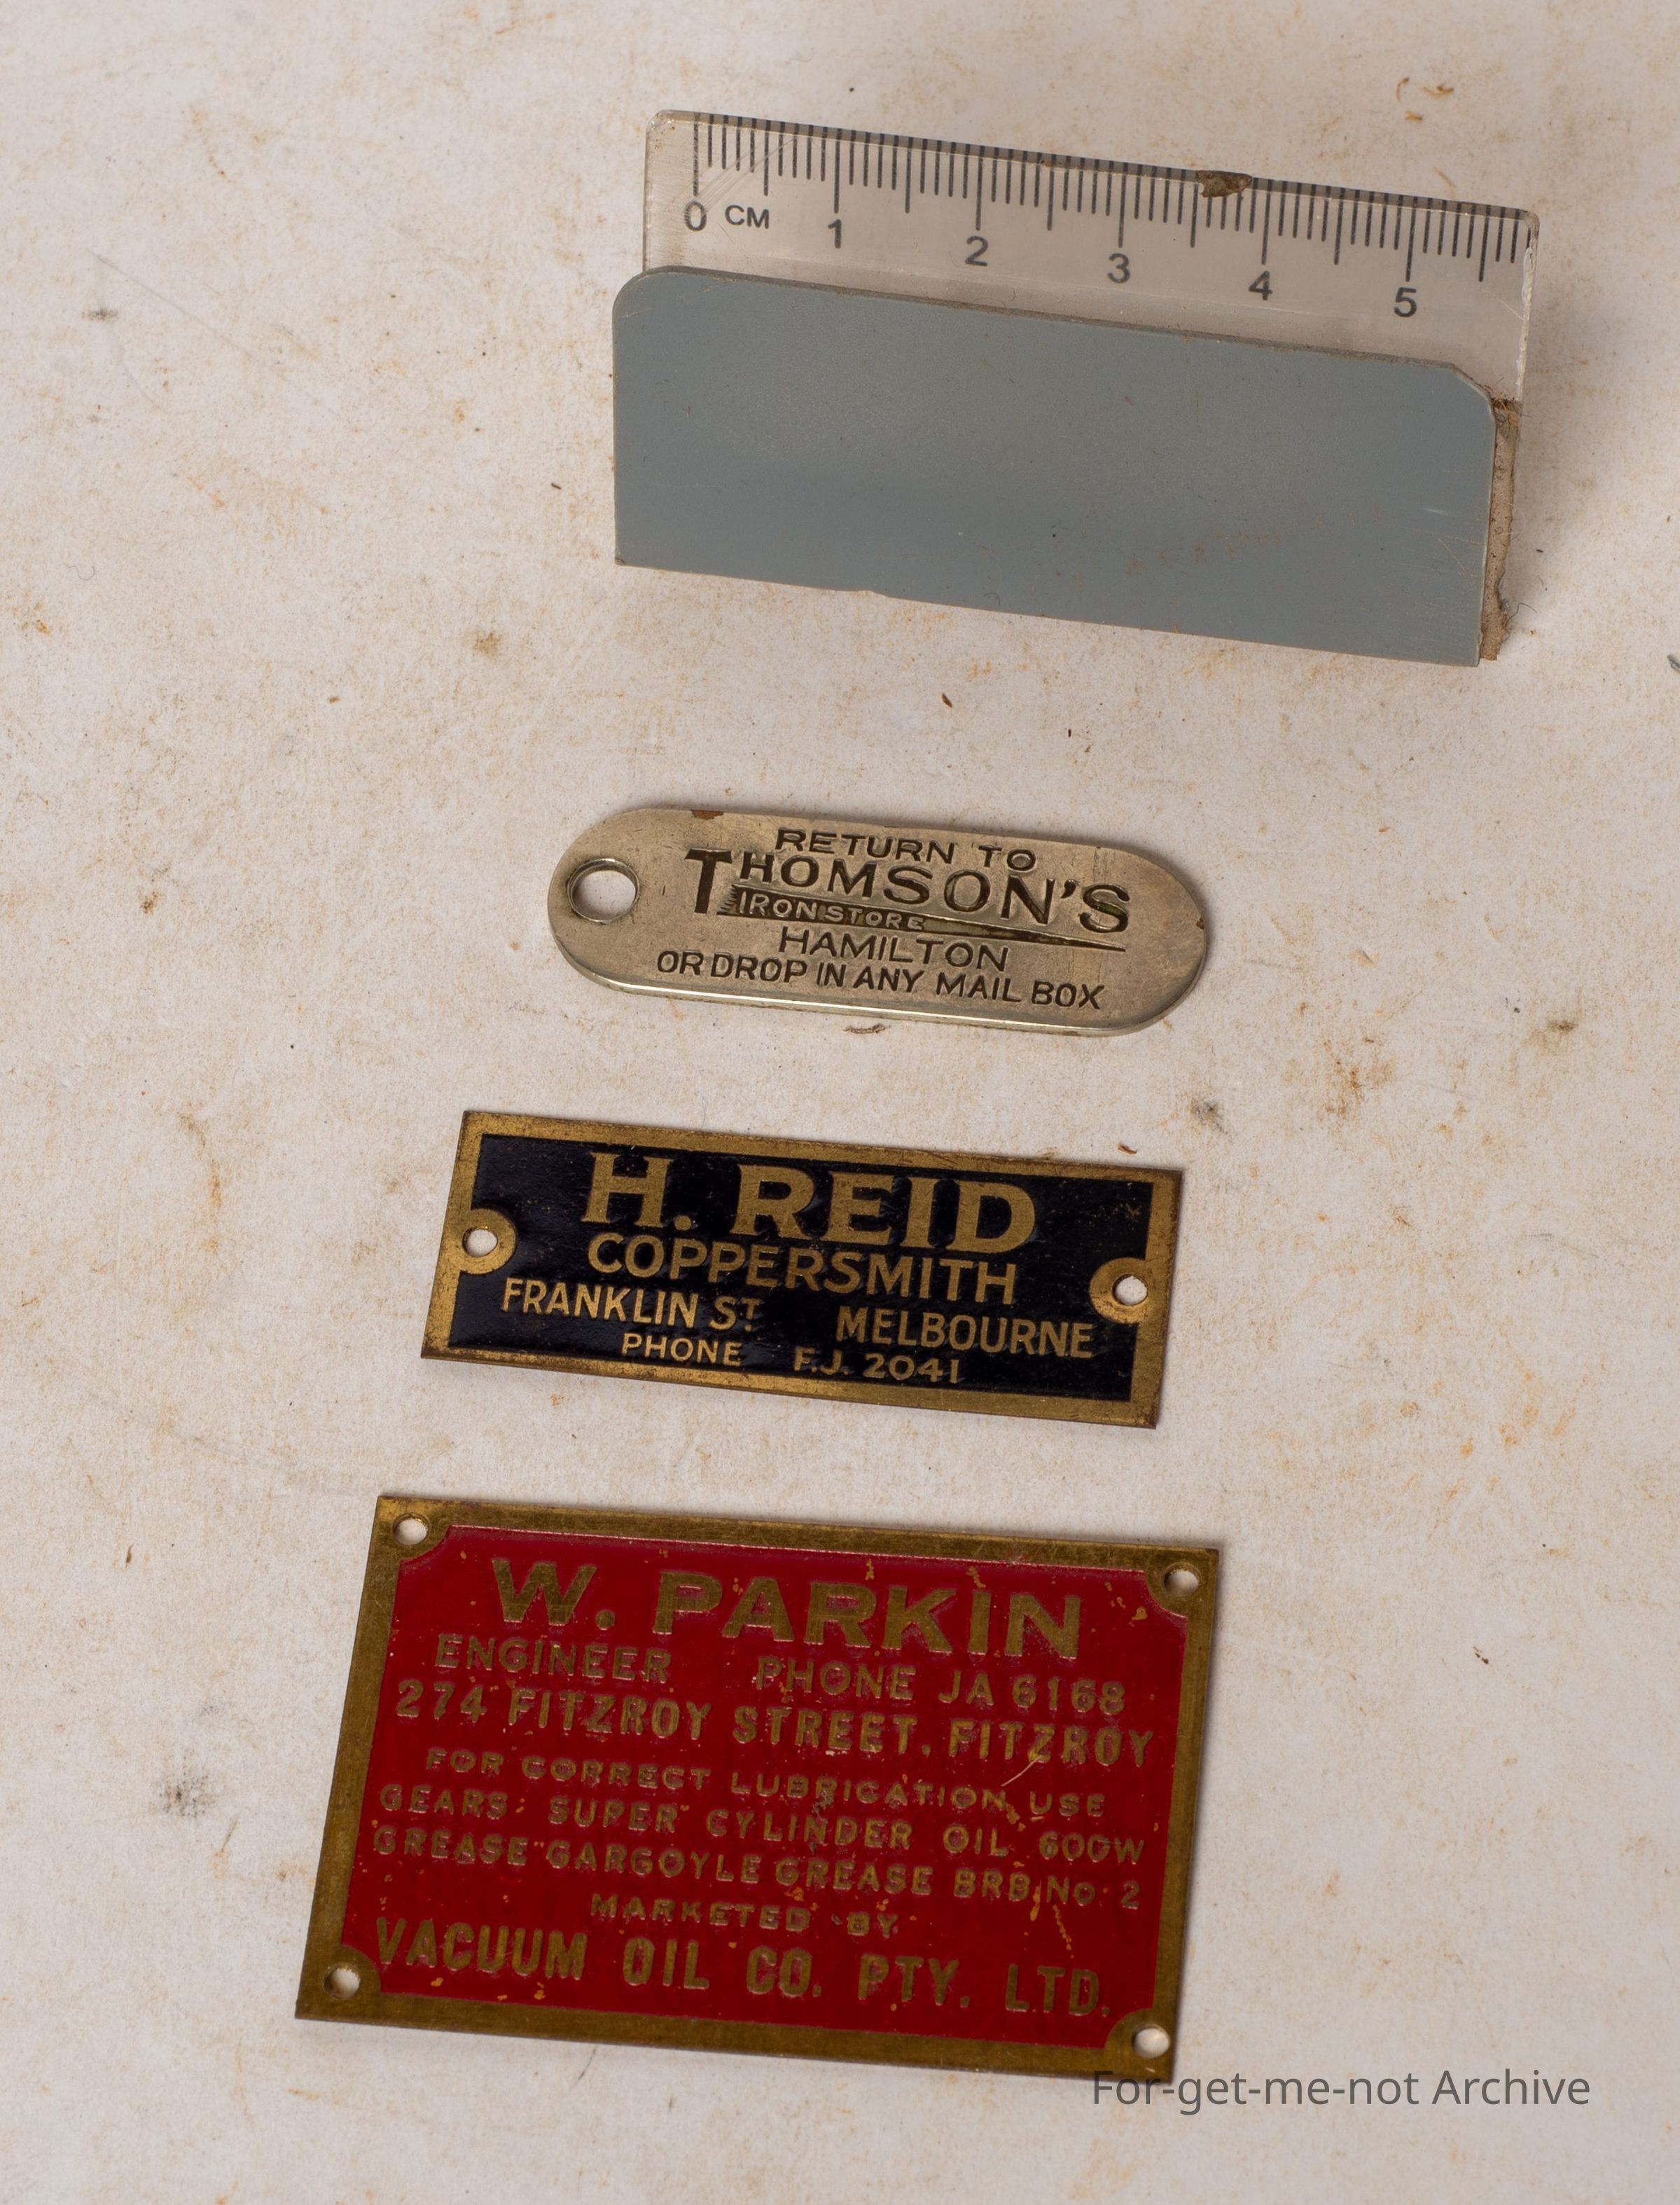 0 CM 1 2 3 4 5
RETURN TO
THOMSON'S
IRONSTORE
HAMILTON
OR DROP IN ANY MAIL BOX
H. REID
COPPERSMITH
FRANKLIN ST. MELBOURNE
PHONE F.J. 2041
W. PARKIN
ENGINEER PHONE JA 6168
274 FITZROY STREET, FITZROY
FOR CORRECT LUBRICATION USE
GEARS SUPER CYLINDER OIL 600W
GREASE GARGOYLE GREASE BRB No. 2
MARKETED BY
VACUUM OIL CO. PTY. LTD.
For-get-me-not Archive